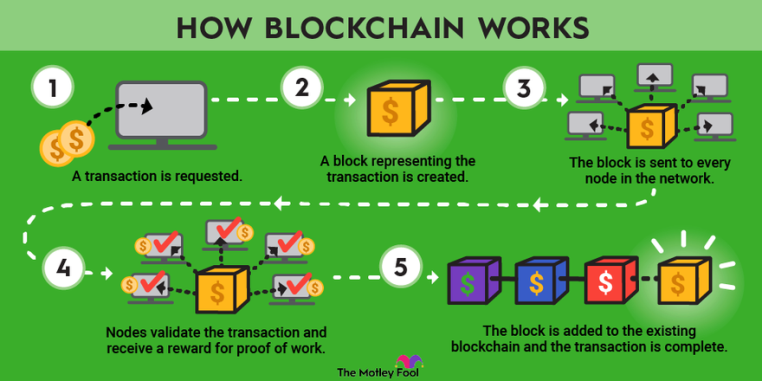 HOW BLOCKCHAIN WORKS
1
A transaction is requested.
2
A block representing the
transaction is created.
3
The block is sent to every
node in the network.
4
Nodes validate the transaction and
receive a reward for proof of work.
5
The block is added to the existing
blockchain and the transaction is complete.
The Motley Fool